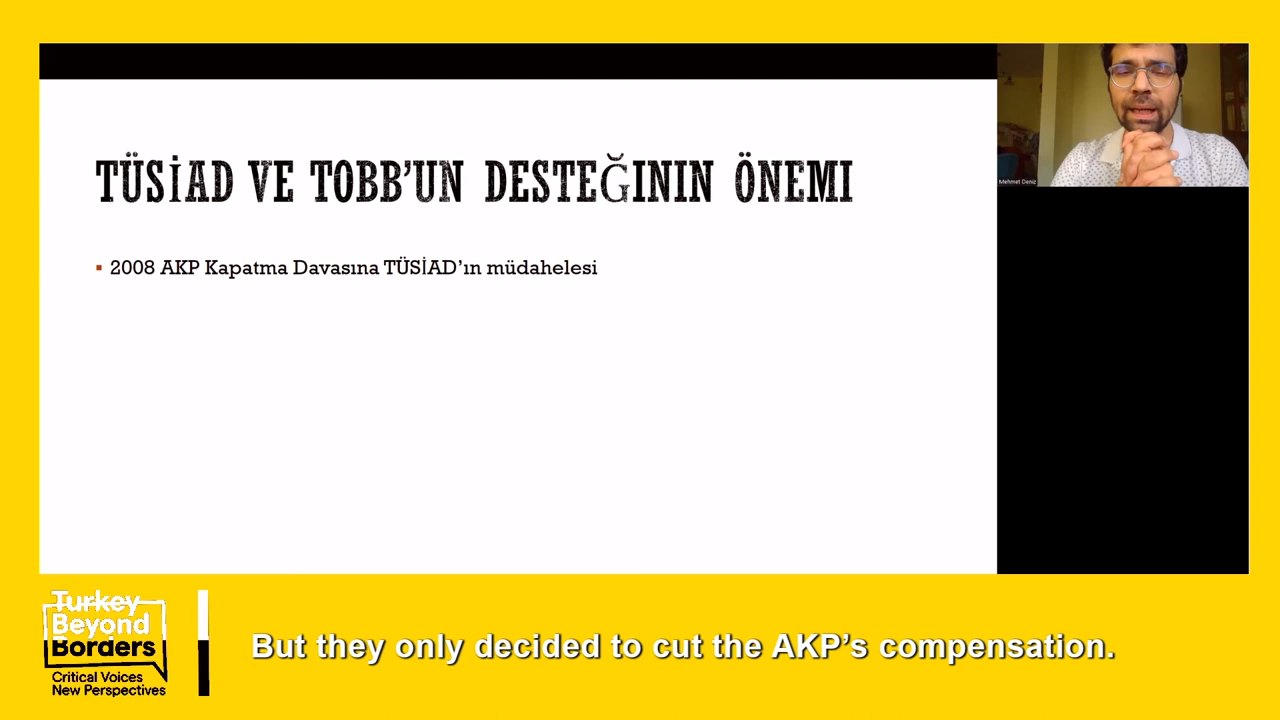 TÜSİAD VE TOBB'UN DESTEĞININ ÖNEMI
▪ 2008 AKP Kapatma Davasına TÜSİAD'ın müdahelesi
Mehmet Deniz
Turkey
Beyond
Borders
Critical Voices
New Perspectives
But they only decided to cut the AKP's compensation.